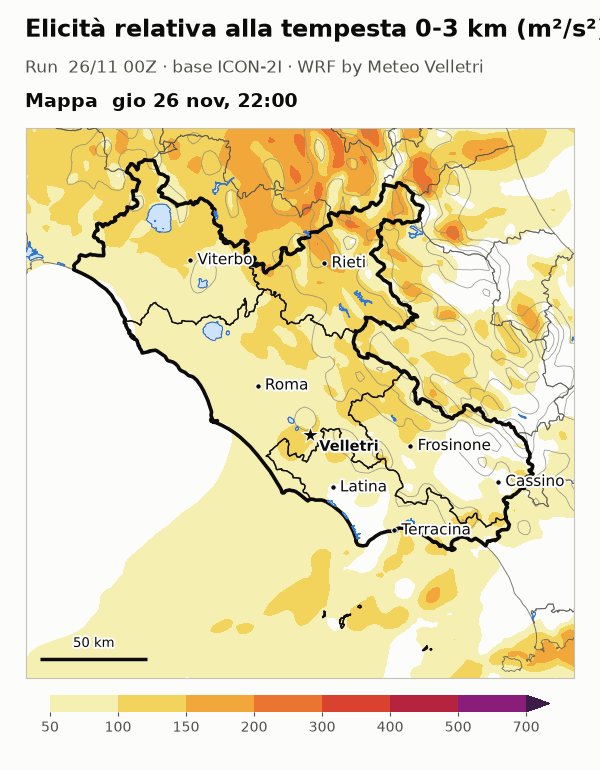 Elicità relativa alla tempesta 0-3 km (m²/s²)
Run 26/11 00Z · base ICON-2I · WRF by Meteo Velletri
Mappa gio 26 nov, 22:00
Viterbo
Rieti
Roma
Velletri
Frosinone
Cassino
Latina
Terracina
50 km
50 100 150 200 300 400 500 700